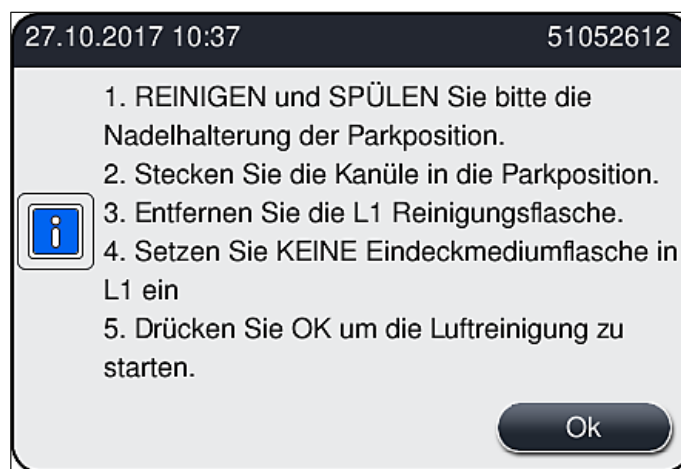 27.10.2017 10:37 51052612
1. REINIGEN und SPÜLEN Sie bitte die
Nadelhalterung der Parkposition.
2. Stecken Sie die Kanüle in die Parkposition.
3. Entfernen Sie die L1 Reinigungsflasche.
4. Setzen Sie KEINE Eindeckmediumflasche in
L1 ein
5. Drücken Sie OK um die Luftreinigung zu
starten.
Ok